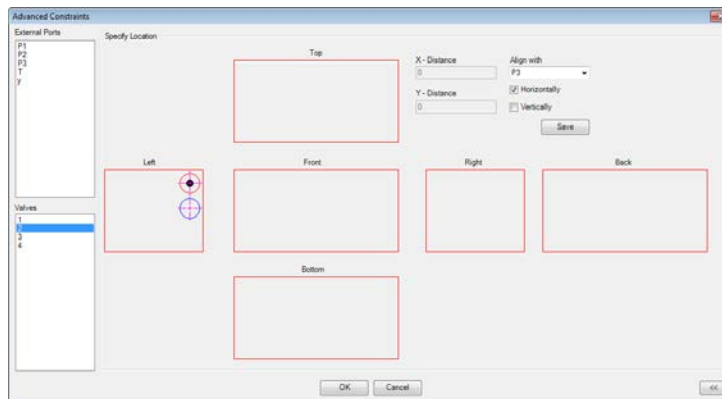 Advanced Constraints
External Ports
P1
P2
P3
T
y
Specify Location
Top
X - Distance
0
Align with
P3
Y - Distance
0
Horizontally
Vertically
Save
Left
Front
Right
Back
Valves
1
2
3
4
Bottom
OK
Cancel
<<